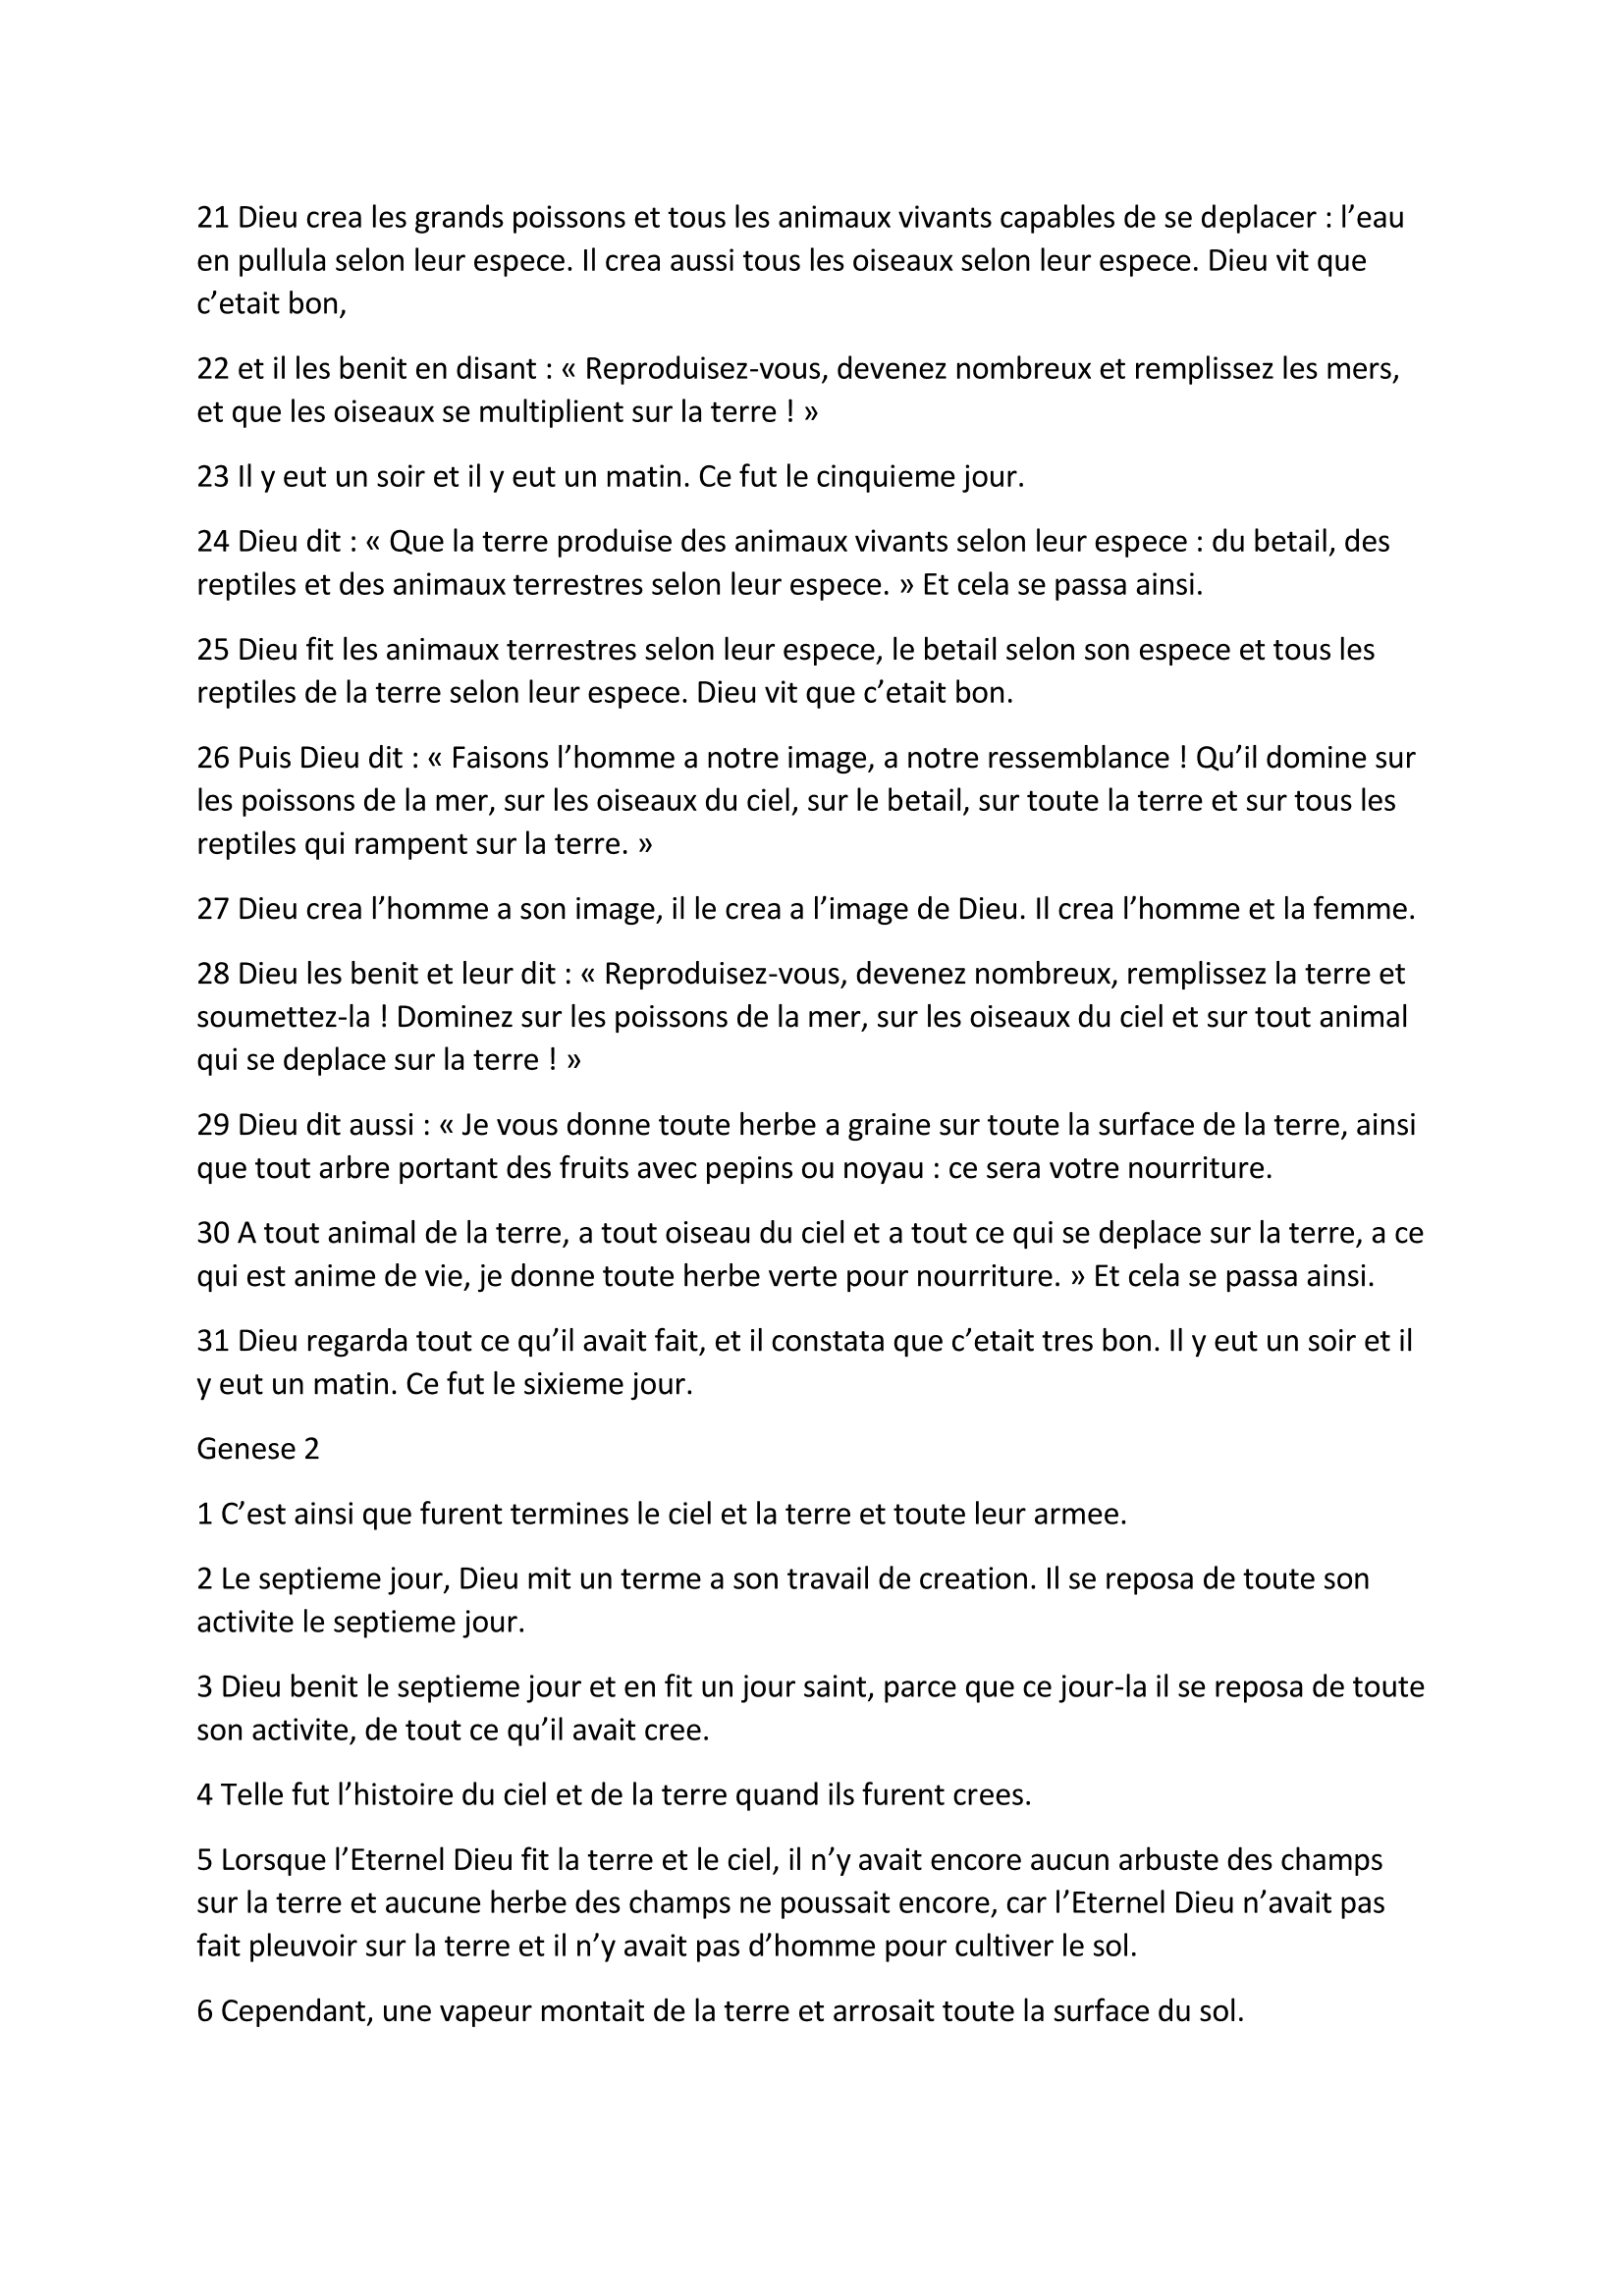 21 Dieu crea les grands poissons et tous les animaux vivants capables de se deplacer : l’eau
en pullula selon leur espece. Il crea aussi tous les oiseaux selon leur espece. Dieu vit que
c’etait bon,
22 et il les benit en disant : « Reproduisez-vous, devenez nombreux et remplissez les mers,
et que les oiseaux se multiplient sur la terre ! »
23 Il y eut un soir et il y eut un matin. Ce fut le cinquieme jour.
24 Dieu dit : « Que la terre produise des animaux vivants selon leur espece : du betail, des
reptiles et des animaux terrestres selon leur espece. » Et cela se passa ainsi.
25 Dieu fit les animaux terrestres selon leur espece, le betail selon son espece et tous les
reptiles de la terre selon leur espece. Dieu vit que c’etait bon.
26 Puis Dieu dit : « Faisons l’homme a notre image, a notre ressemblance ! Qu’il domine sur
les poissons de la mer, sur les oiseaux du ciel, sur le betail, sur toute la terre et sur tous les
reptiles qui rampent sur la terre. »
27 Dieu crea l’homme a son image, il le crea a l’image de Dieu. Il crea l’homme et la femme.
28 Dieu les benit et leur dit : « Reproduisez-vous, devenez nombreux, remplissez la terre et
soumettez-la ! Dominez sur les poissons de la mer, sur les oiseaux du ciel et sur tout animal
qui se deplace sur la terre ! »
29 Dieu dit aussi : « Je vous donne toute herbe a graine sur toute la surface de la terre, ainsi
que tout arbre portant des fruits avec pepins ou noyau : ce sera votre nourriture.
30 A tout animal de la terre, a tout oiseau du ciel et a tout ce qui se deplace sur la terre, a ce
qui est anime de vie, je donne toute herbe verte pour nourriture. » Et cela se passa ainsi.
31 Dieu regarda tout ce qu’il avait fait, et il constata que c’etait tres bon. Il y eut un soir et il
y eut un matin. Ce fut le sixieme jour.
Genese 2
1 C’est ainsi que furent termines le ciel et la terre et toute leur armee.
2 Le septieme jour, Dieu mit un terme a son travail de creation. Il se reposa de toute son
activite le septieme jour.
3 Dieu benit le septieme jour et en fit un jour saint, parce que ce jour-la il se reposa de toute
son activite, de tout ce qu’il avait cree.
4 Telle fut l’histoire du ciel et de la terre quand ils furent crees.
5 Lorsque l’Eternel Dieu fit la terre et le ciel, il n’y avait encore aucun arbuste des champs
sur la terre et aucune herbe des champs ne poussait encore, car l’Eternel Dieu n’avait pas
fait pleuvoir sur la terre et il n’y avait pas d’homme pour cultiver le sol.
6 Cependant, une vapeur montait de la terre et arrosait toute la surface du sol.